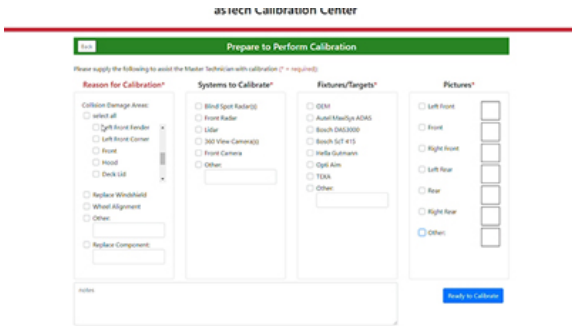 asTech Calibration Center
Back
Prepare to Perform Calibration
Please supply the following to assist the Master Technician with calibration (* = required):
Reason for Calibration*
Collision Damage Areas:
select all
Left Front Fender
Left Front Corner
Front
Hood
Deck Lid
Replace Windshield
Wheel Alignment
Other:
Replace Component:
Systems to Calibrate*
Blind Spot Radar(s)
Front Radar
Lidar
360 View Camera(s)
Front Camera
Other:
Fixtures/Targets*
OEM
Autel MaxiSys ADAS
Bosch DAS3000
Bosch SCT 415
Hella Gutmann
Opti Aim
TEXA
Other:
Pictures*
Left Front
Front
Right Front
Left Rear
Rear
Right Rear
Other:
notes
Ready to Calibrate